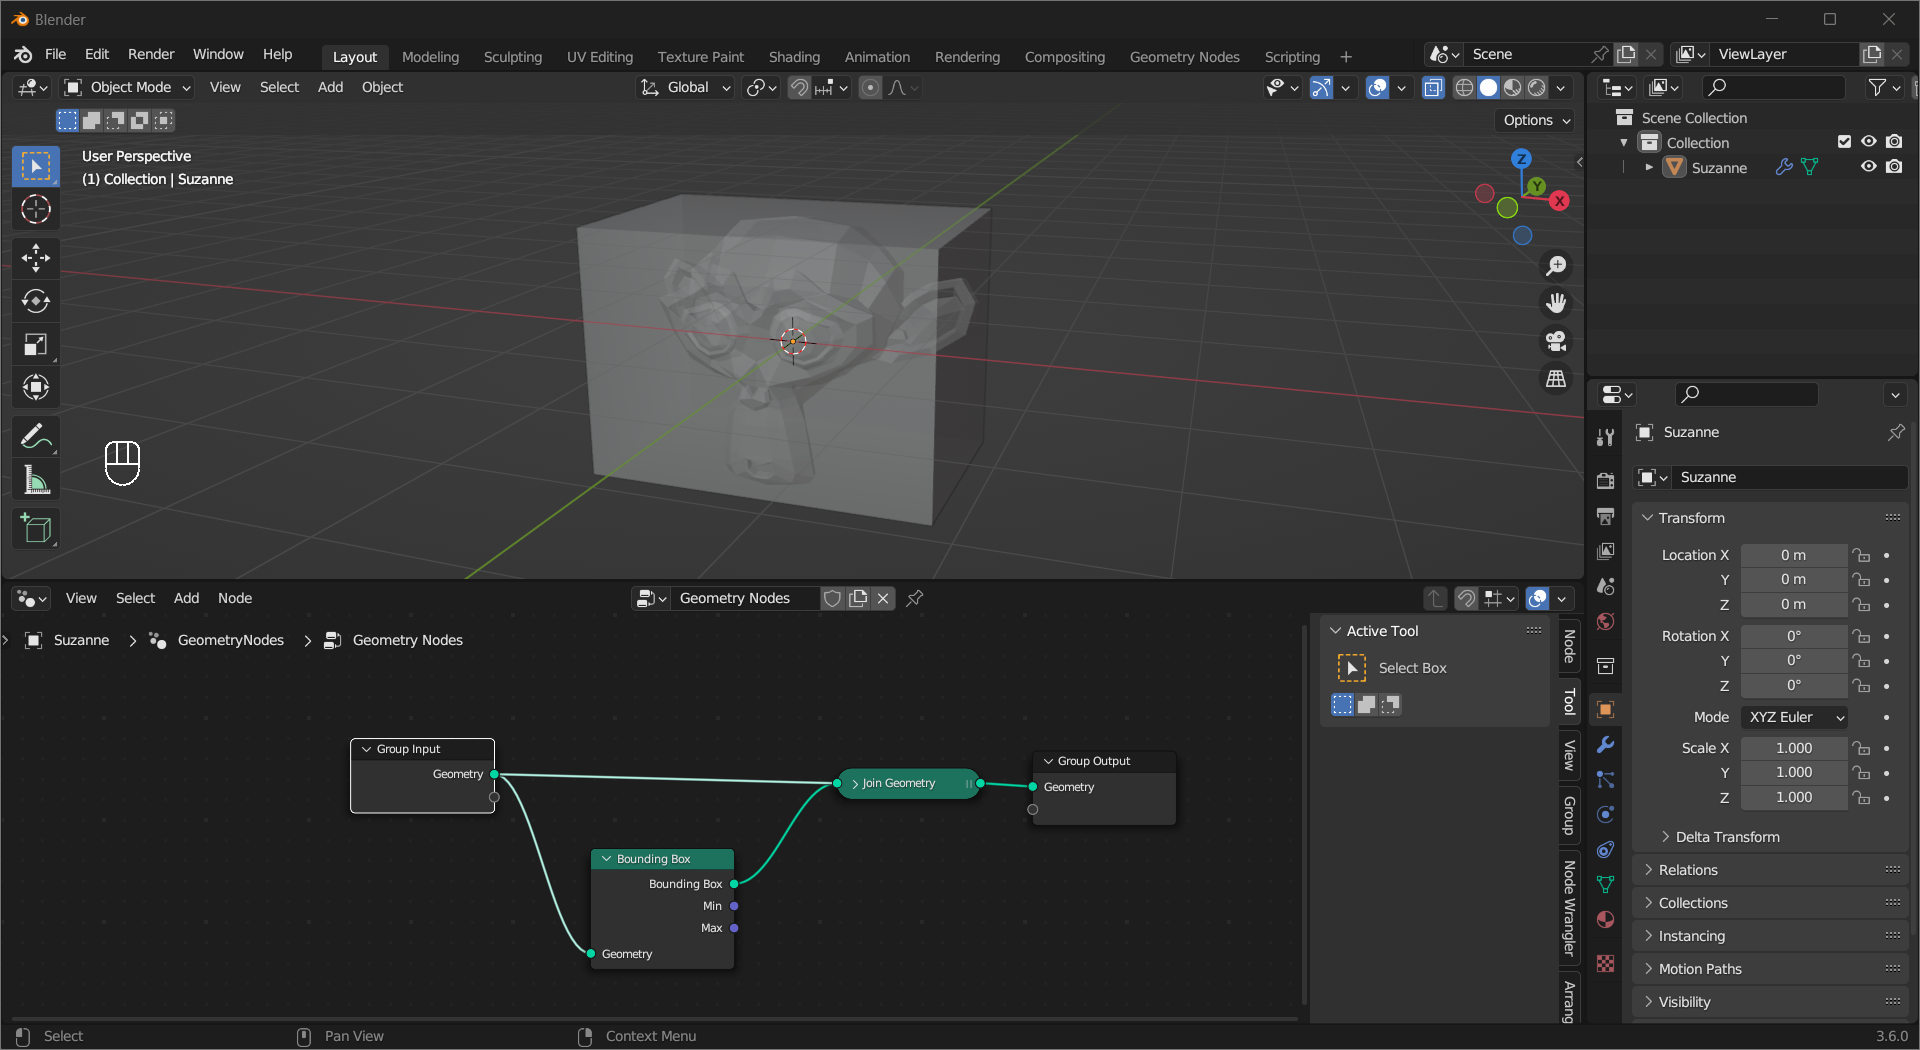 Blender
File Edit Render Window Help
Layout Modeling Sculpting UV Editing Texture Paint Shading Animation Rendering Compositing Geometry Nodes Scripting +
Scene
ViewLayer
Object Mode View Select Add Object
Global
Options
User Perspective
(1) Collection | Suzanne
Z
Y
X
Scene Collection
Collection
Suzanne
Suzanne
Suzanne
Transform
Location X 0 m
Y 0 m
Z 0 m
Rotation X 0°
Y 0°
Z 0°
Mode XYZ Euler
Scale X 1.000
Y 1.000
Z 1.000
Delta Transform
Relations
Collections
Instancing
Motion Paths
Visibility
View Select Add Node
Geometry Nodes
Suzanne > GeometryNodes > Geometry Nodes
Group Input
Geometry
Bounding Box
Bounding Box
Min
Max
Geometry
Join Geometry
Group Output
Geometry
Active Tool
Select Box
Node
Tool
View
Group
Node Wrangler
Arrang
Select
Pan View
Context Menu
3.6.0